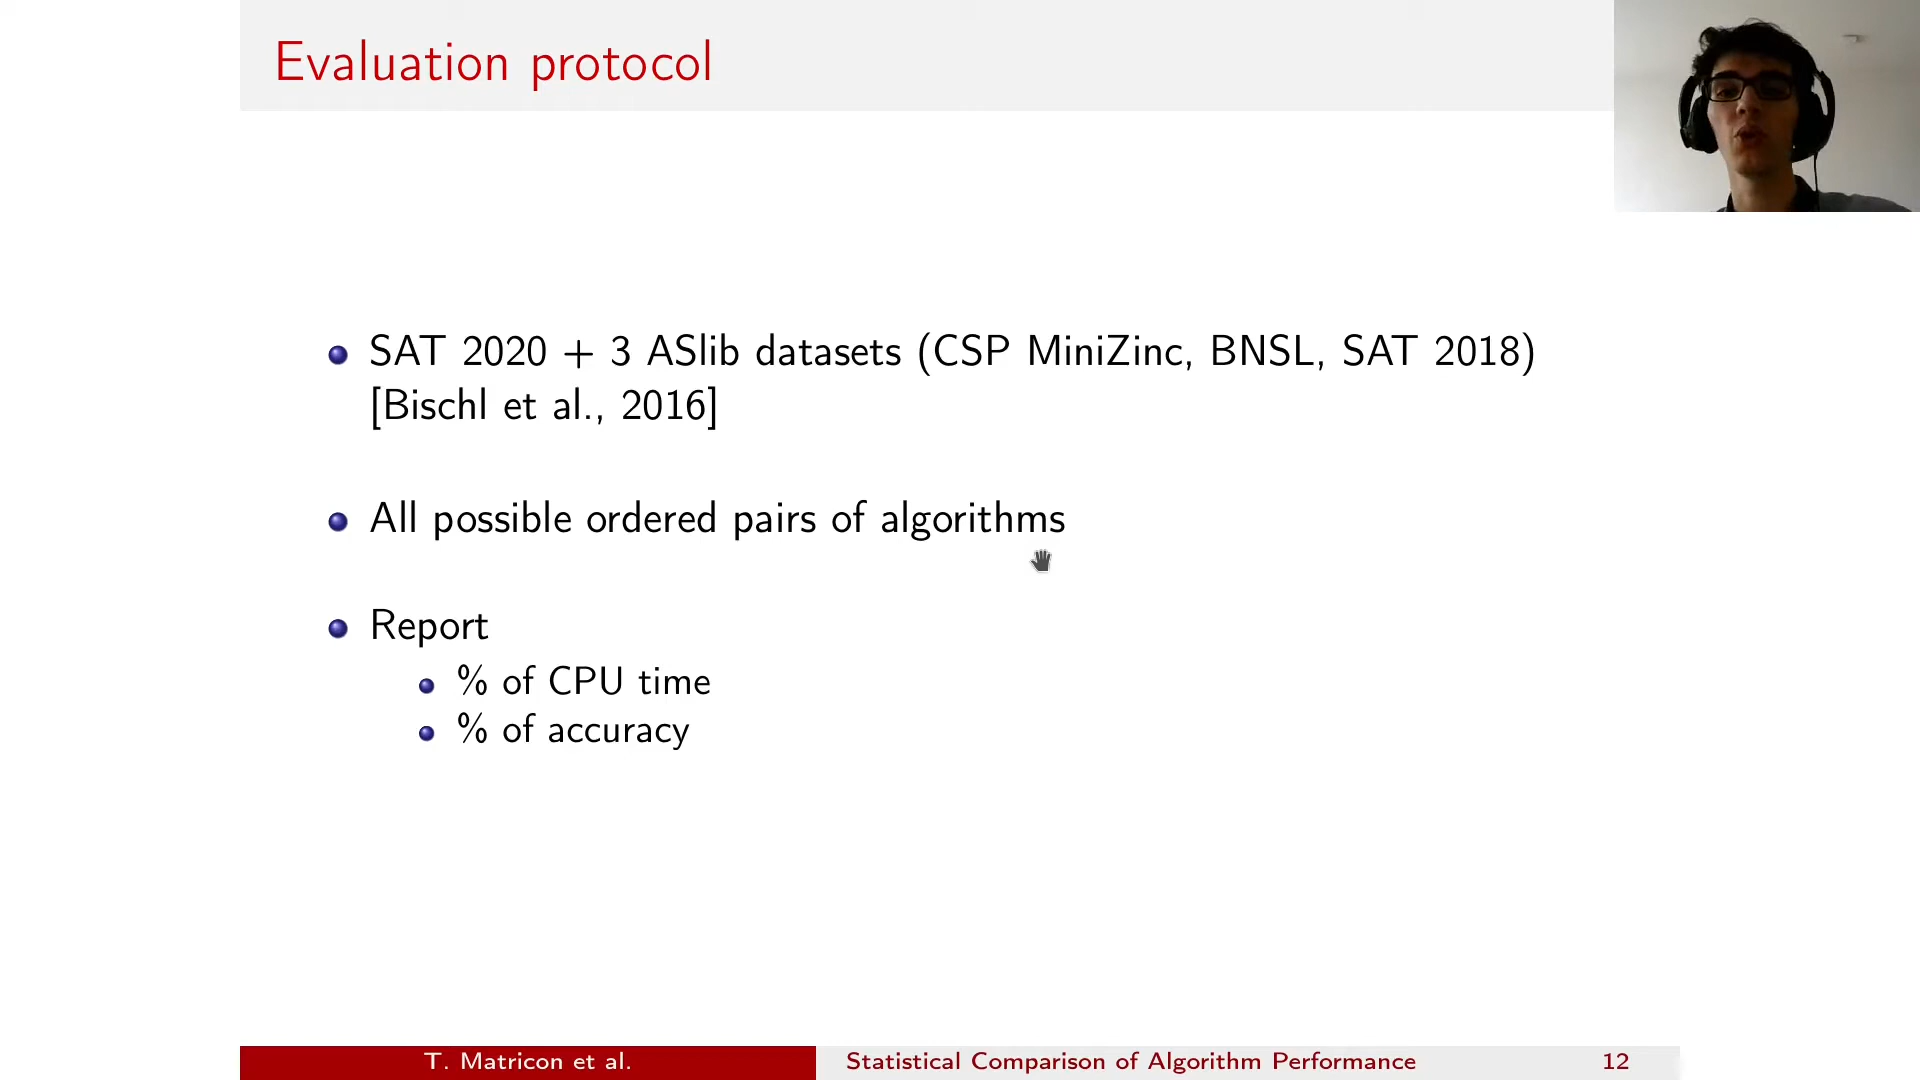 Evaluation protocol
SAT 2020 + 3 ASlib datasets (CSP MiniZinc, BNSL, SAT 2018)
[Bischl et al., 2016]
All possible ordered pairs of algorithms
Report
% of CPU time
% of accuracy
T. Matricon et al.
Statistical Comparison of Algorithm Performance
12